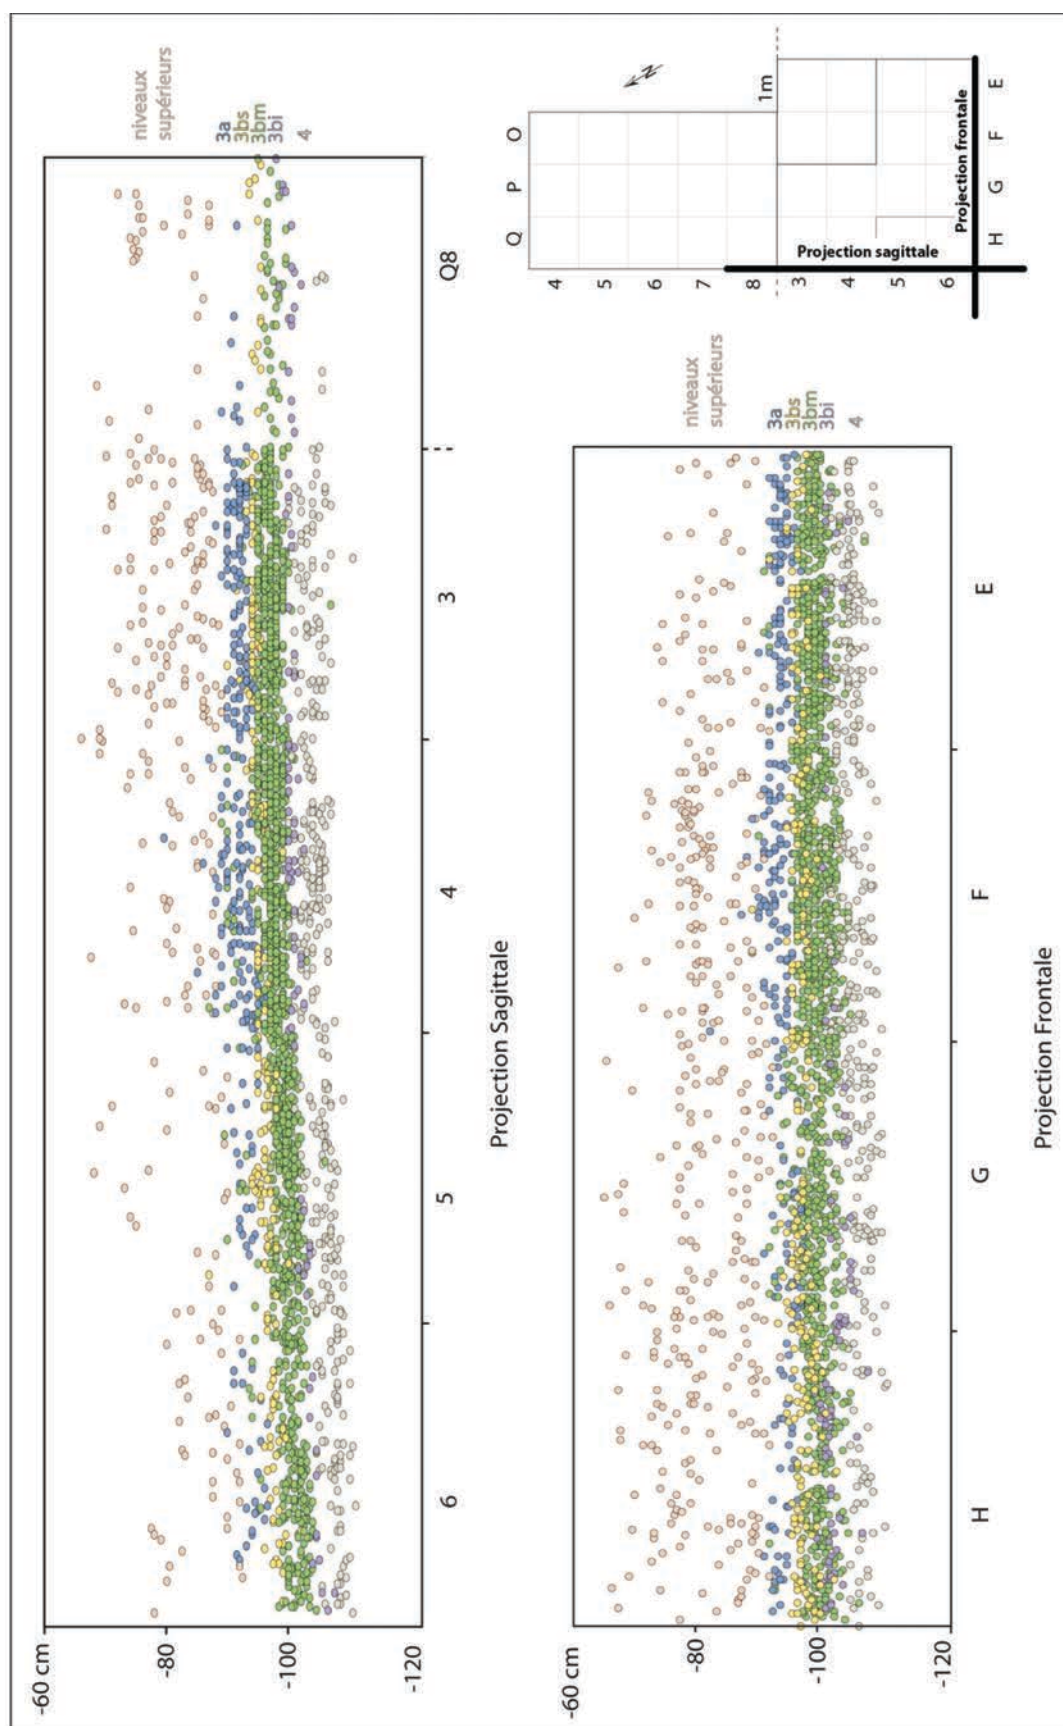 -60 cm
-80
-100
-120
niveaux
supérieurs
3a
3bs
3bm
3bi
4
6
5
4
3
Q8
Projection Sagittale
-60 cm
-80
-100
-120
niveaux
supérieurs
3a
3bs
3bm
3bi
4
H
G
F
E
Projection Frontale
Q P O
4
5
6
7
8
3
4
5
6
N
1m
Projection sagittale
Projection frontale
H G F E